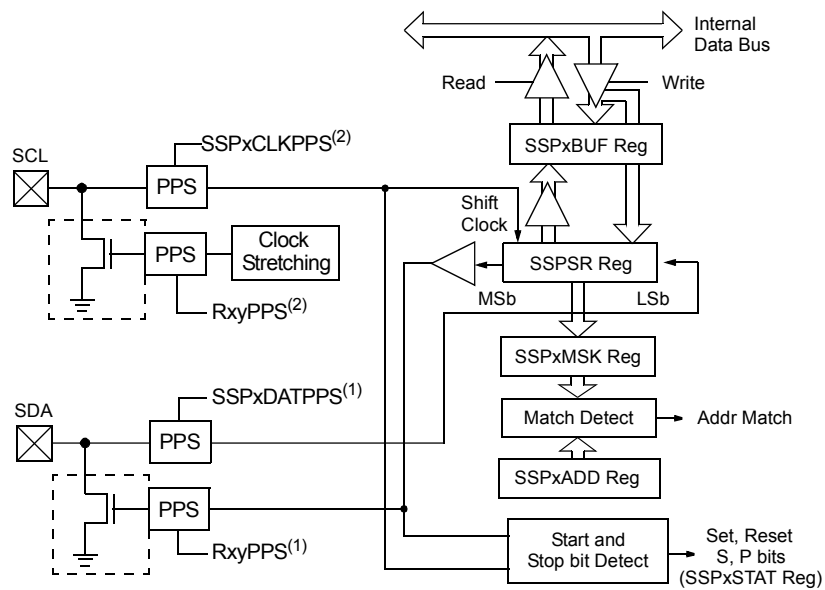 Internal
Data Bus
Read
Write
SSPxCLKPPS(2)
SSPxBUF Reg
SCL
PPS
Shift
Clock
PPS
Clock
Stretching
SSPSR Reg
MSb
LSb
RxyPPS(2)
SSPxMSK Reg
SSPxDATPPS(1)
SDA
PPS
Match Detect
Addr Match
SSPxADD Reg
PPS
RxyPPS(1)
Start and
Stop bit Detect
Set, Reset
S, P bits
(SSPxSTAT Reg)